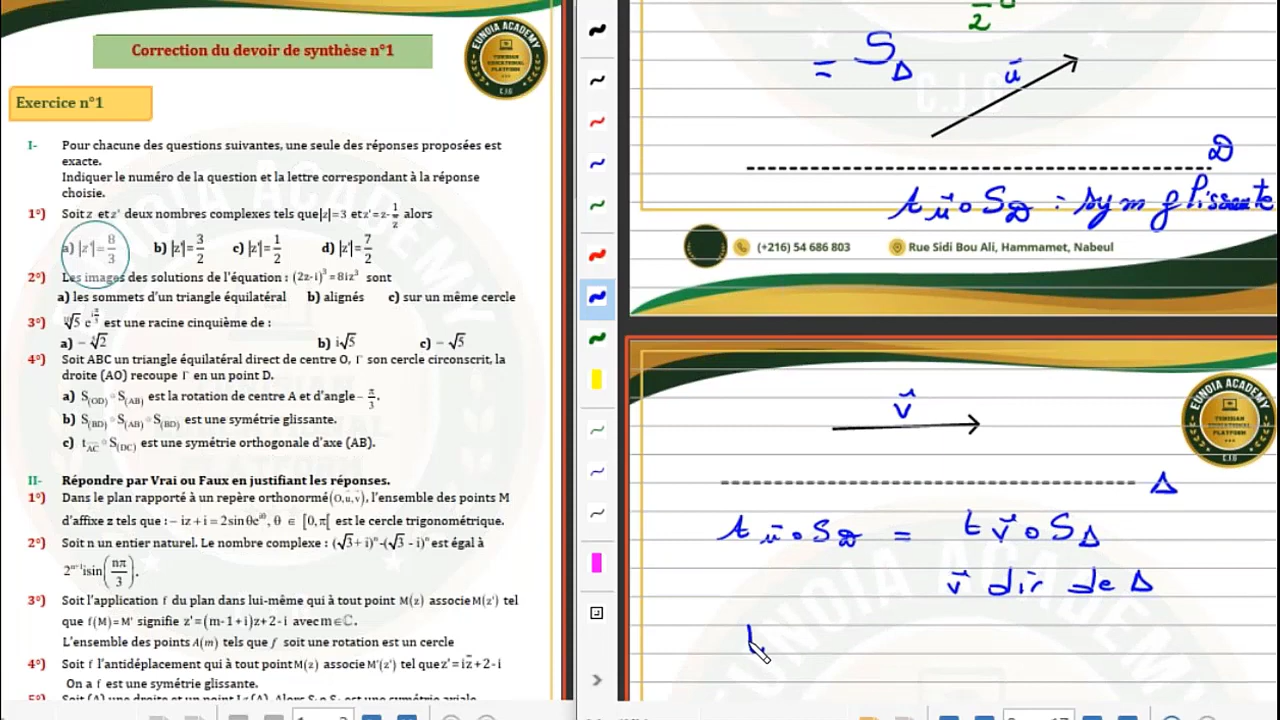 Correction du devoir de synthèse n°1
EUNOIA ACADEMY
TUNISIAN EDUCATIONAL PLATFORM
Exercice n°1
I- Pour chacune des questions suivantes, une seule des réponses proposées est
exacte.
Indiquer le numéro de la question et la lettre correspondant à la réponse
choisie.
1°) Soit z et z' deux nombres complexes tels que |z|=3 et z'=z-1/z̄ alors
a) |z'|=8/3 b) |z'|=3/2 c) |z'|=1/2 d) |z'|=7/2
2°) Les images des solutions de l'équation : (2z-i)³=8iz³ sont
a) les sommets d'un triangle équilatéral b) alignés c) sur un même cercle
3°) est une racine cinquième de :
b) i√5 c) -√5
4°) Soit ABC un triangle équilatéral direct de centre O, Γ son cercle circonscrit, la
droite (AO) recoupe Γ en un point D.
a) S(OD)∘S(AB) est la rotation de centre A et d'angle -π/3.
b) S(BD)∘S(AB)∘S(BD) est une symétrie glissante.
c) tAC∘S(DC) est une symétrie orthogonale d'axe (AB).
II- Répondre par Vrai ou Faux en justifiant les réponses.
1°) Dans le plan rapporté à un repère orthonormé (O,u,v), l'ensemble des points M
d'affixe z tels que : -iz+i=2sinθe^iθ, θ ∈ [0,π[ est le cercle trigonométrique.
2°) Soit n un entier naturel. Le nombre complexe : (√3+i)ⁿ-(√3-i)ⁿ est égal à
2ⁿ⁺¹isin(nπ/3).
3°) Soit l'application f du plan dans lui-même qui à tout point M(z) associe M(z') tel
que f(M)=M' signifie z'=(m-1+i)z+2-i avec m∈ℂ.
L'ensemble des points A(m) tels que f soit une rotation est un cercle
4°) Soit f l'antidéplacement qui à tout point M(z) associe M'(z') tel que z'=iz̄+2-i
On a f est une symétrie glissante.
= S_Δ
u⃗
D
t_u⃗ ∘ S_D : sym glissante
(+216) 54 686 803 Rue Sidi Bou Ali, Hammamet, Nabeul
v⃗
EUNOIA ACADEMY
Δ
t_u⃗ ∘ S_D = t_v⃗ ∘ S_Δ
v⃗ dir de Δ